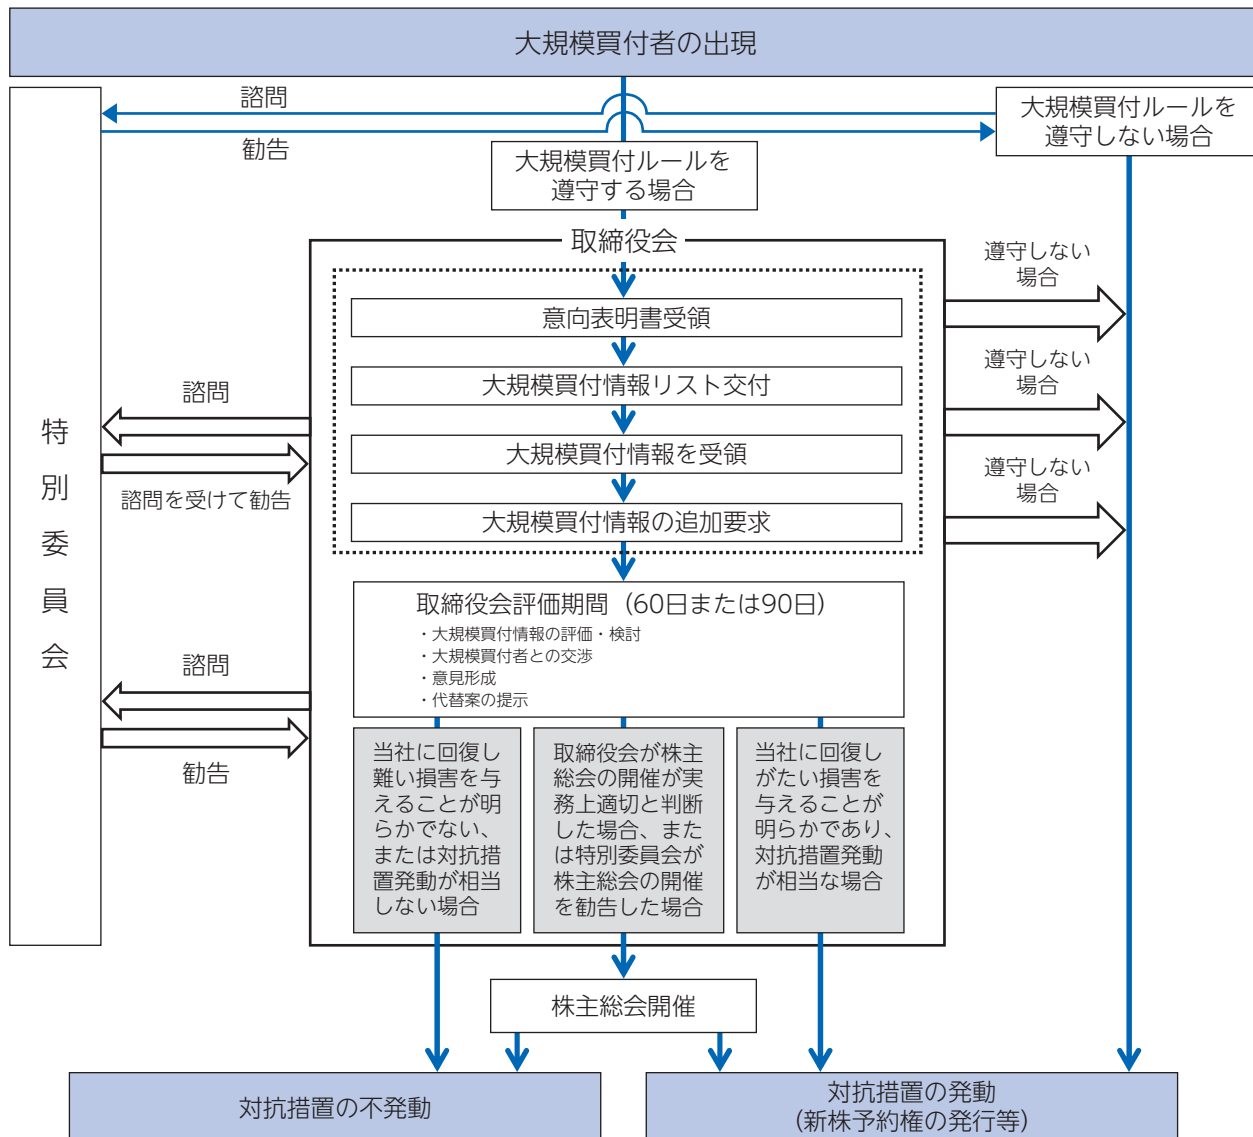 大規模買付者の出現
諮問
勧告
大規模買付ルールを
遵守しない場合
大規模買付ルールを
遵守する場合
取締役会
意向表明書受領
大規模買付情報リスト交付
大規模買付情報を受領
大規模買付情報の追加要求
遵守しない
場合
遵守しない
場合
遵守しない
場合
特別委員会
諮問
諮問を受けて勧告
取締役会評価期間（60日または90日）
・大規模買付情報の評価・検討
・大規模買付者との交渉
・意見形成
・代替案の提示
諮問
勧告
当社に回復し
難い損害を与
えることが明
らかでない、
または対抗措
置発動が相当
しない場合
取締役会が株主
総会の開催が実
務上適切と判断
した場合、また
は特別委員会が
株主総会の開催
を勧告した場合
当社に回復し
がたい損害を
与えることが
明らかであり、
対抗措置発動
が相当な場合
株主総会開催
対抗措置の不発動
対抗措置の発動
（新株予約権の発行等）